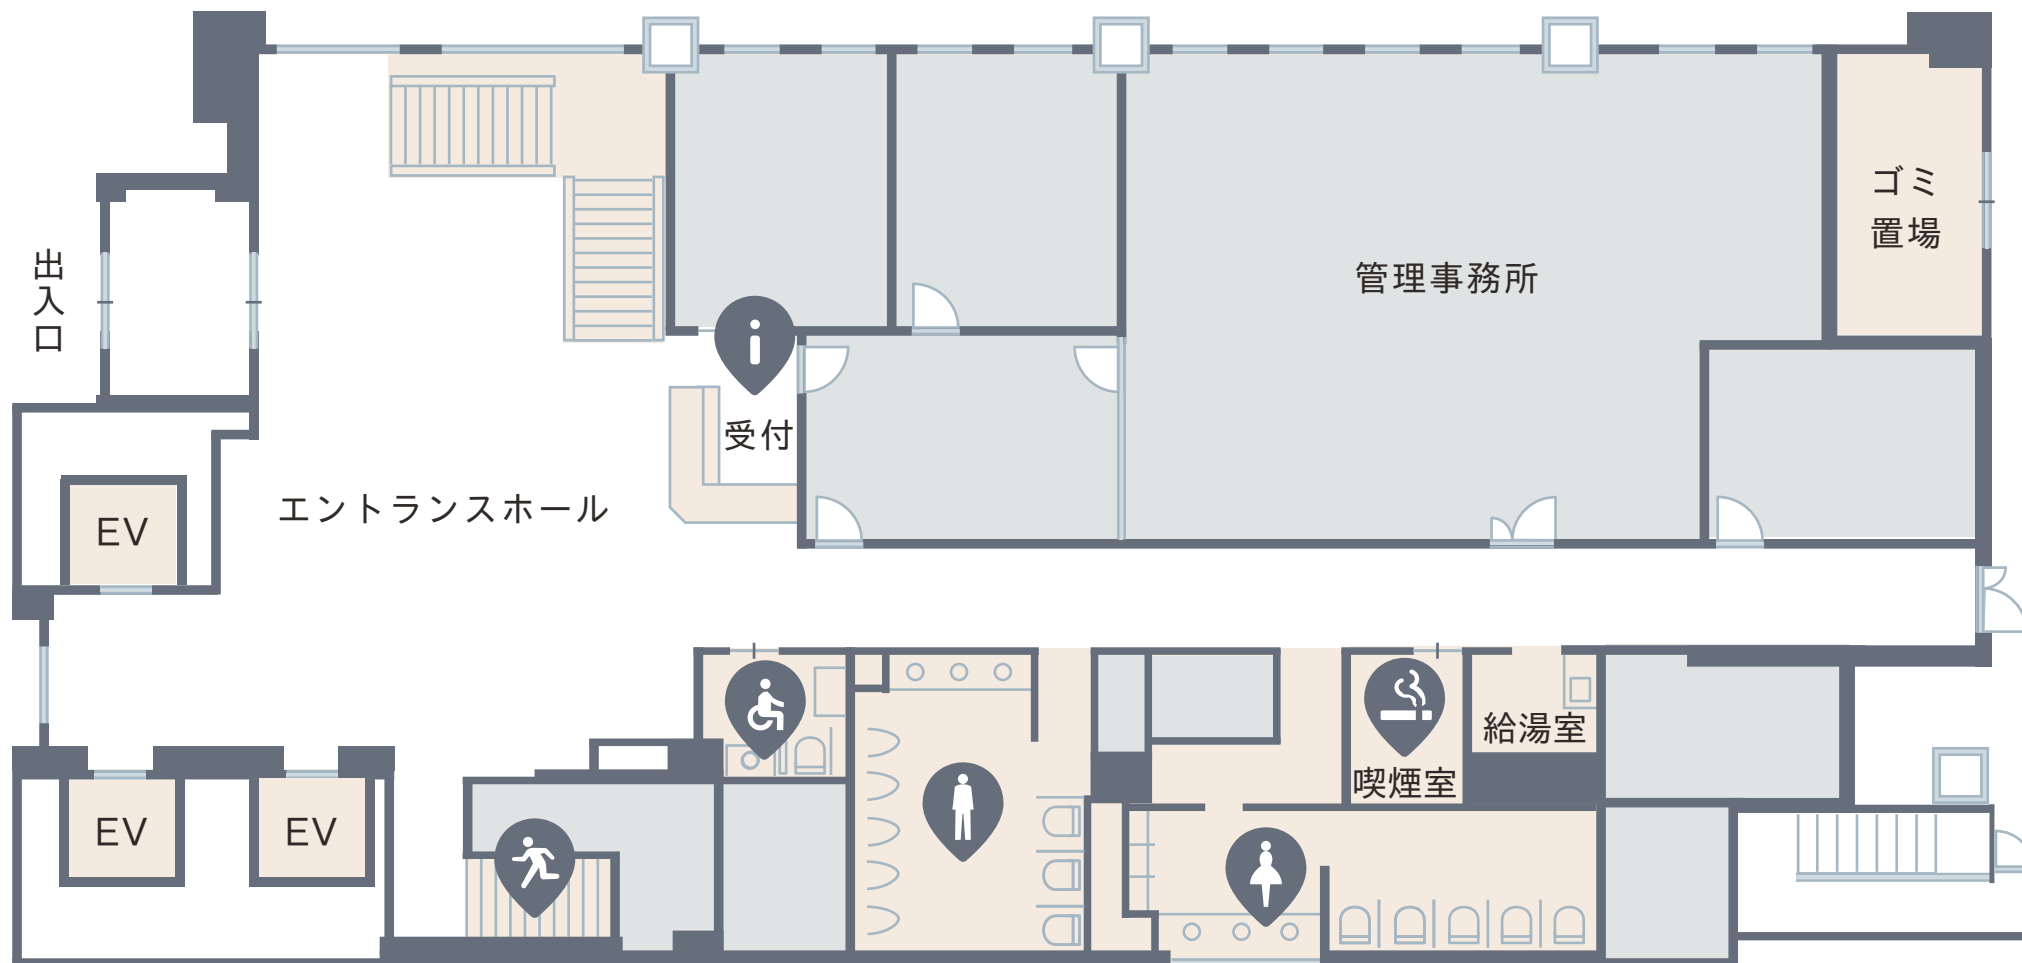 出入口
ゴミ
置場
管理事務所
受付
エントランスホール
EV
給湯室
喫煙室
EV
EV